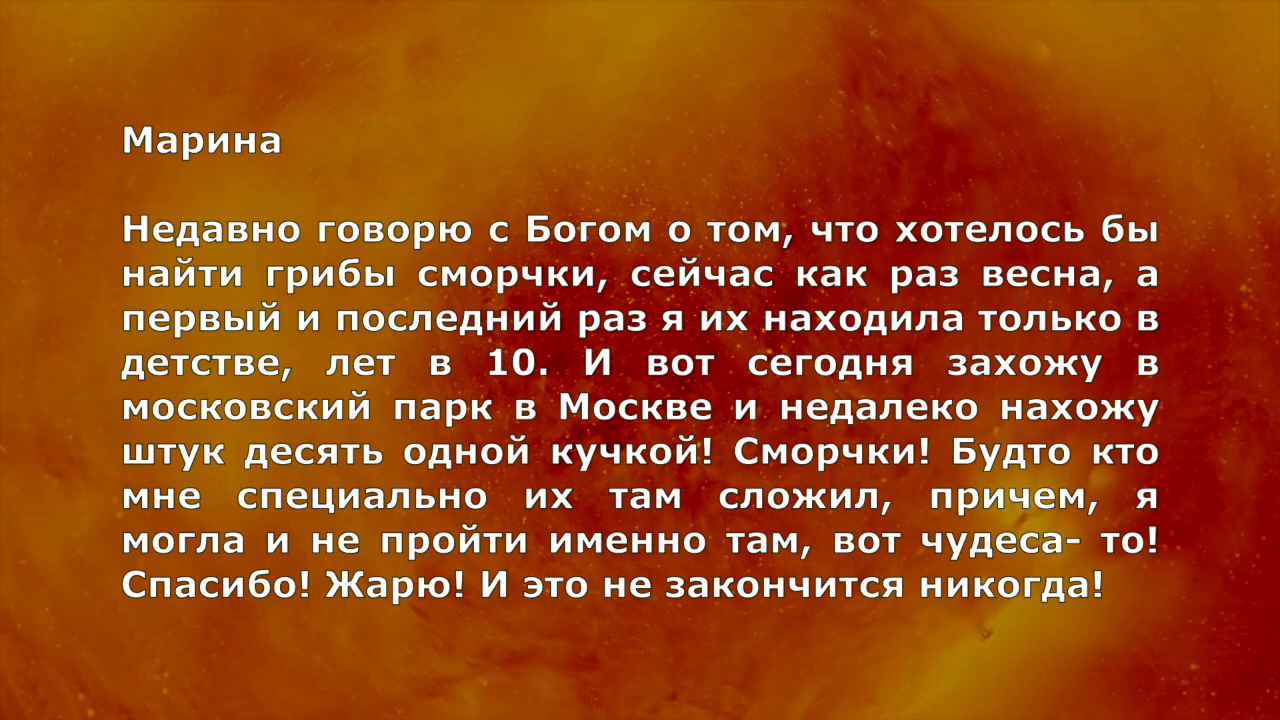 Марина
Недавно говорю с Богом о том, что хотелось бы
найти грибы сморчки, сейчас как раз весна, а
первый и последний раз я их находила только в
детстве, лет в 10. И вот сегодня захожу в
московский парк в Москве и недалеко нахожу
штук десять одной кучкой! Сморчки! Будто кто
мне специально их там сложил, причем, я
могла и не пройти именно там, вот чудеса- то!
Спасибо! Жарю! И это не закончится никогда!